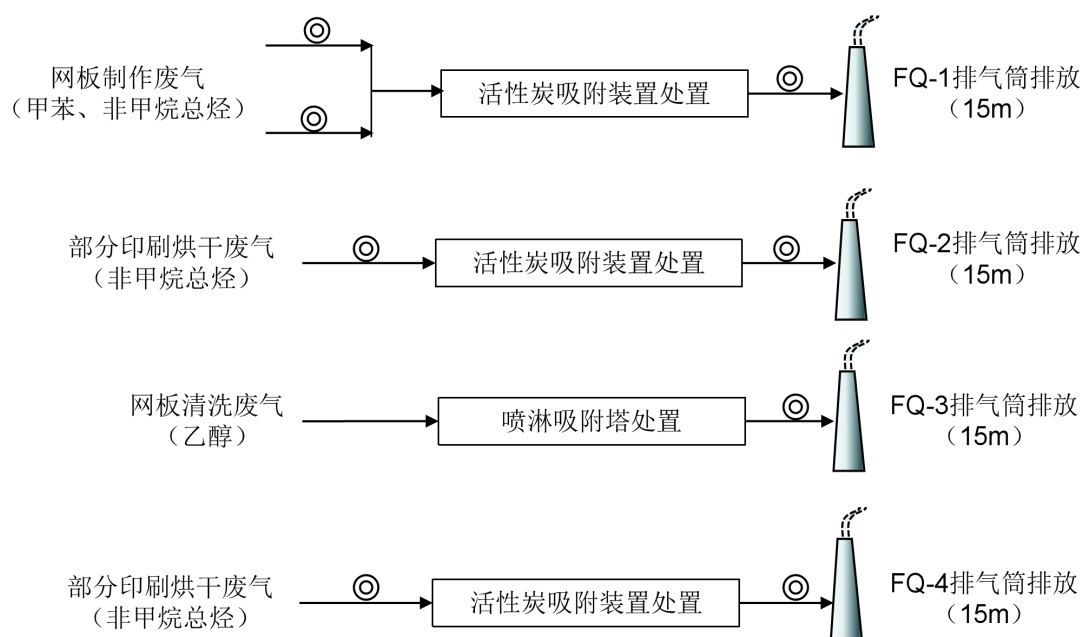 网板制作废气
（甲苯、非甲烷总烃）
活性炭吸附装置处置
FQ-1排气筒排放
（15m）
部分印刷烘干废气
（非甲烷总烃）
活性炭吸附装置处置
FQ-2排气筒排放
（15m）
网板清洗废气
（乙醇）
喷淋吸附塔处置
FQ-3排气筒排放
（15m）
部分印刷烘干废气
（非甲烷总烃）
活性炭吸附装置处置
FQ-4排气筒排放
（15m）